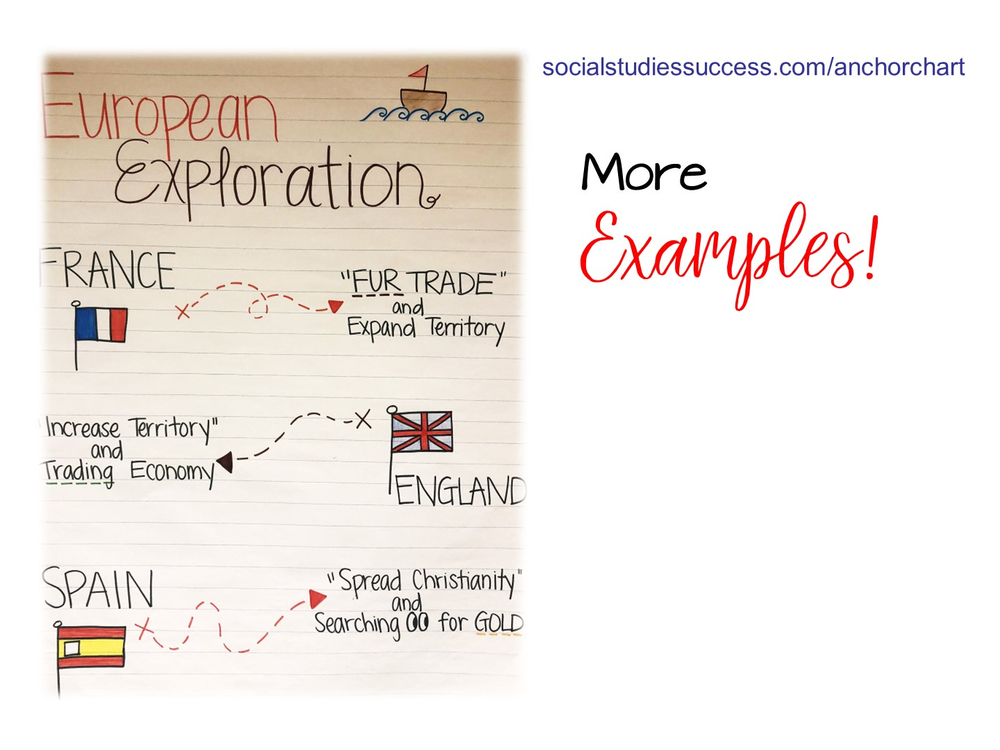 socialstudiessuccess.com/anchorchart
European
Exploration
FRANCE
"FUR TRADE"
and
Expand Territory
"Increase Territory"
and
Trading Economy
ENGLAND
SPAIN
"Spread Christianity"
and
Searching for GOLD
More
Examples!